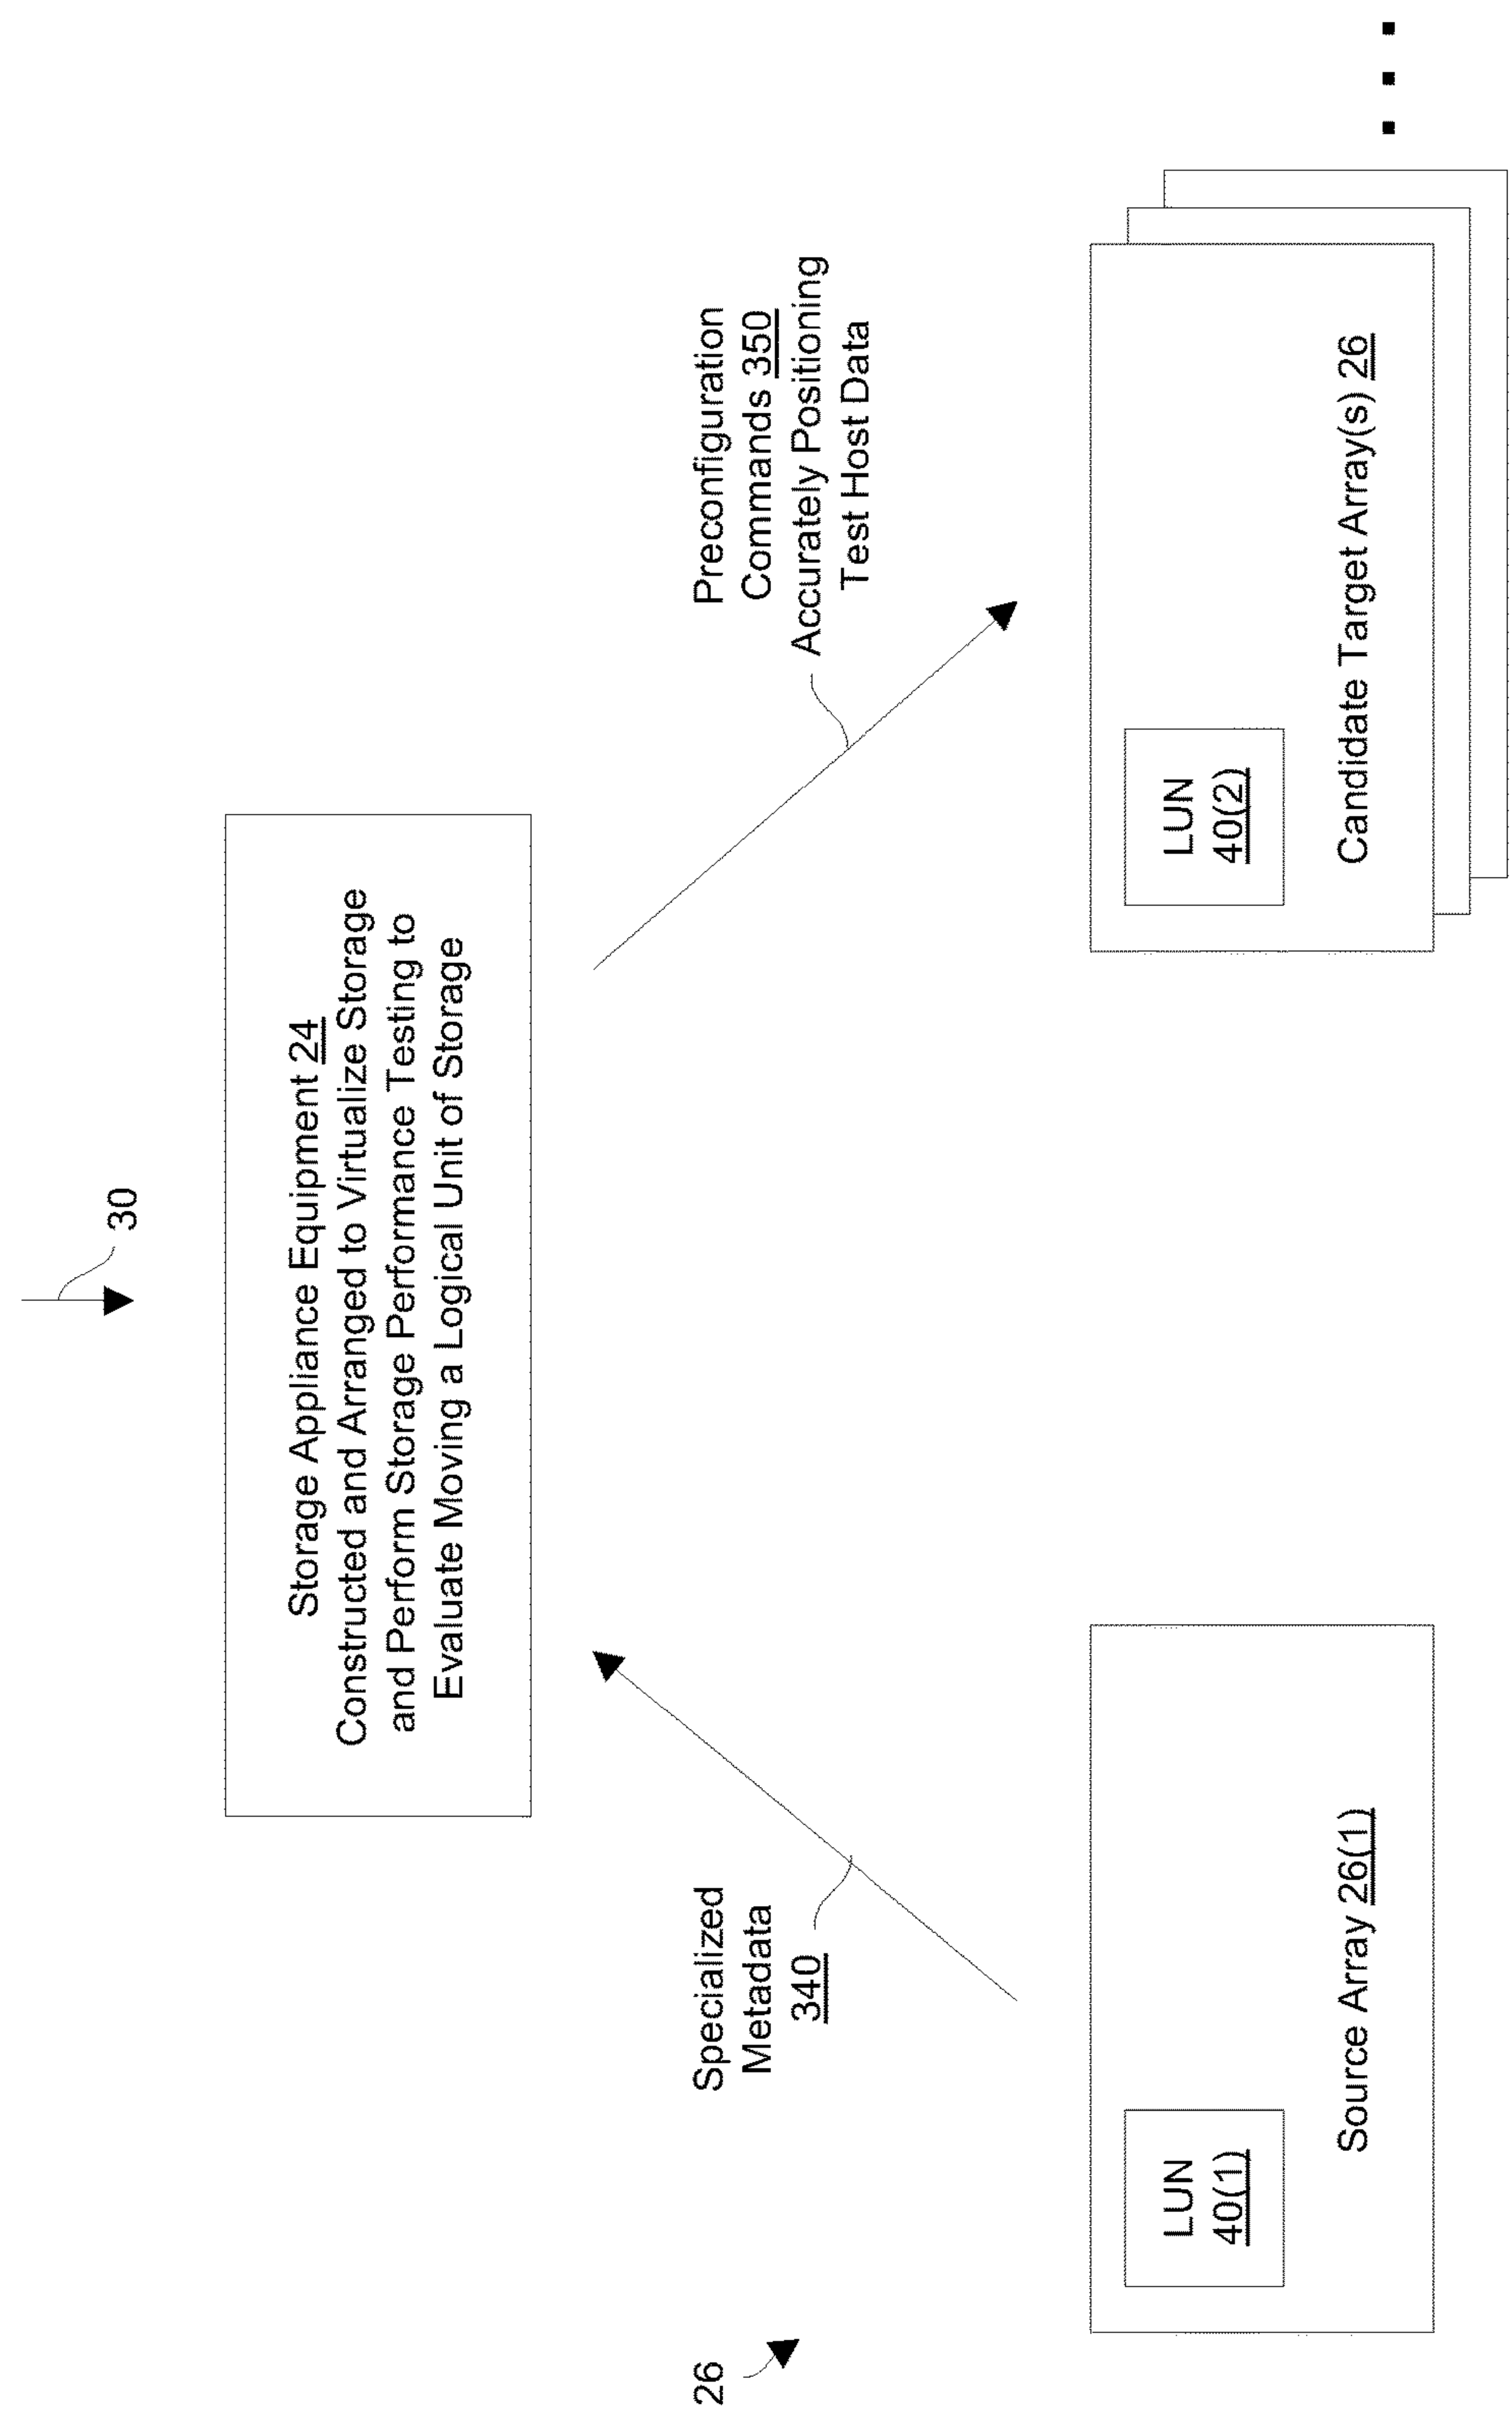 30
Storage Appliance Equipment 24
Constructed and Arranged to Virtualize Storage
and Perform Storage Performance Testing to
Evaluate Moving a Logical Unit of Storage
Specialized
Metadata
340
Preconfiguration
Commands 350
Accurately Positioning
Test Host Data
26
LUN
40(1)
Source Array 26(1)
LUN
40(2)
Candidate Target Array(s) 26